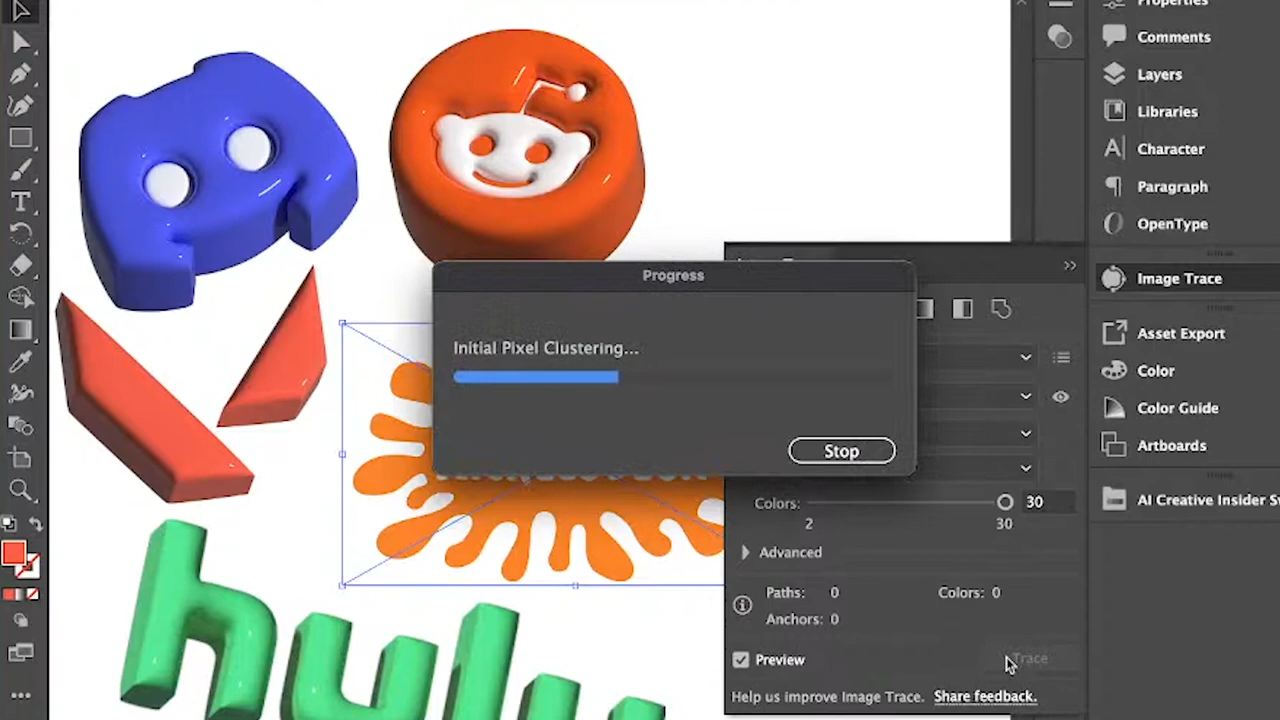 Properties
Comments
Layers
Libraries
Character
Paragraph
OpenType
Image Trace
Asset Export
Color
Color Guide
Artboards
AI Creative Insider
Progress
Initial Pixel Clustering...
Stop
Colors: 30
2 30
Advanced
Paths: 0 Colors: 0
Anchors: 0
Preview Trace
Help us improve Image Trace. Share feedback.
hulu